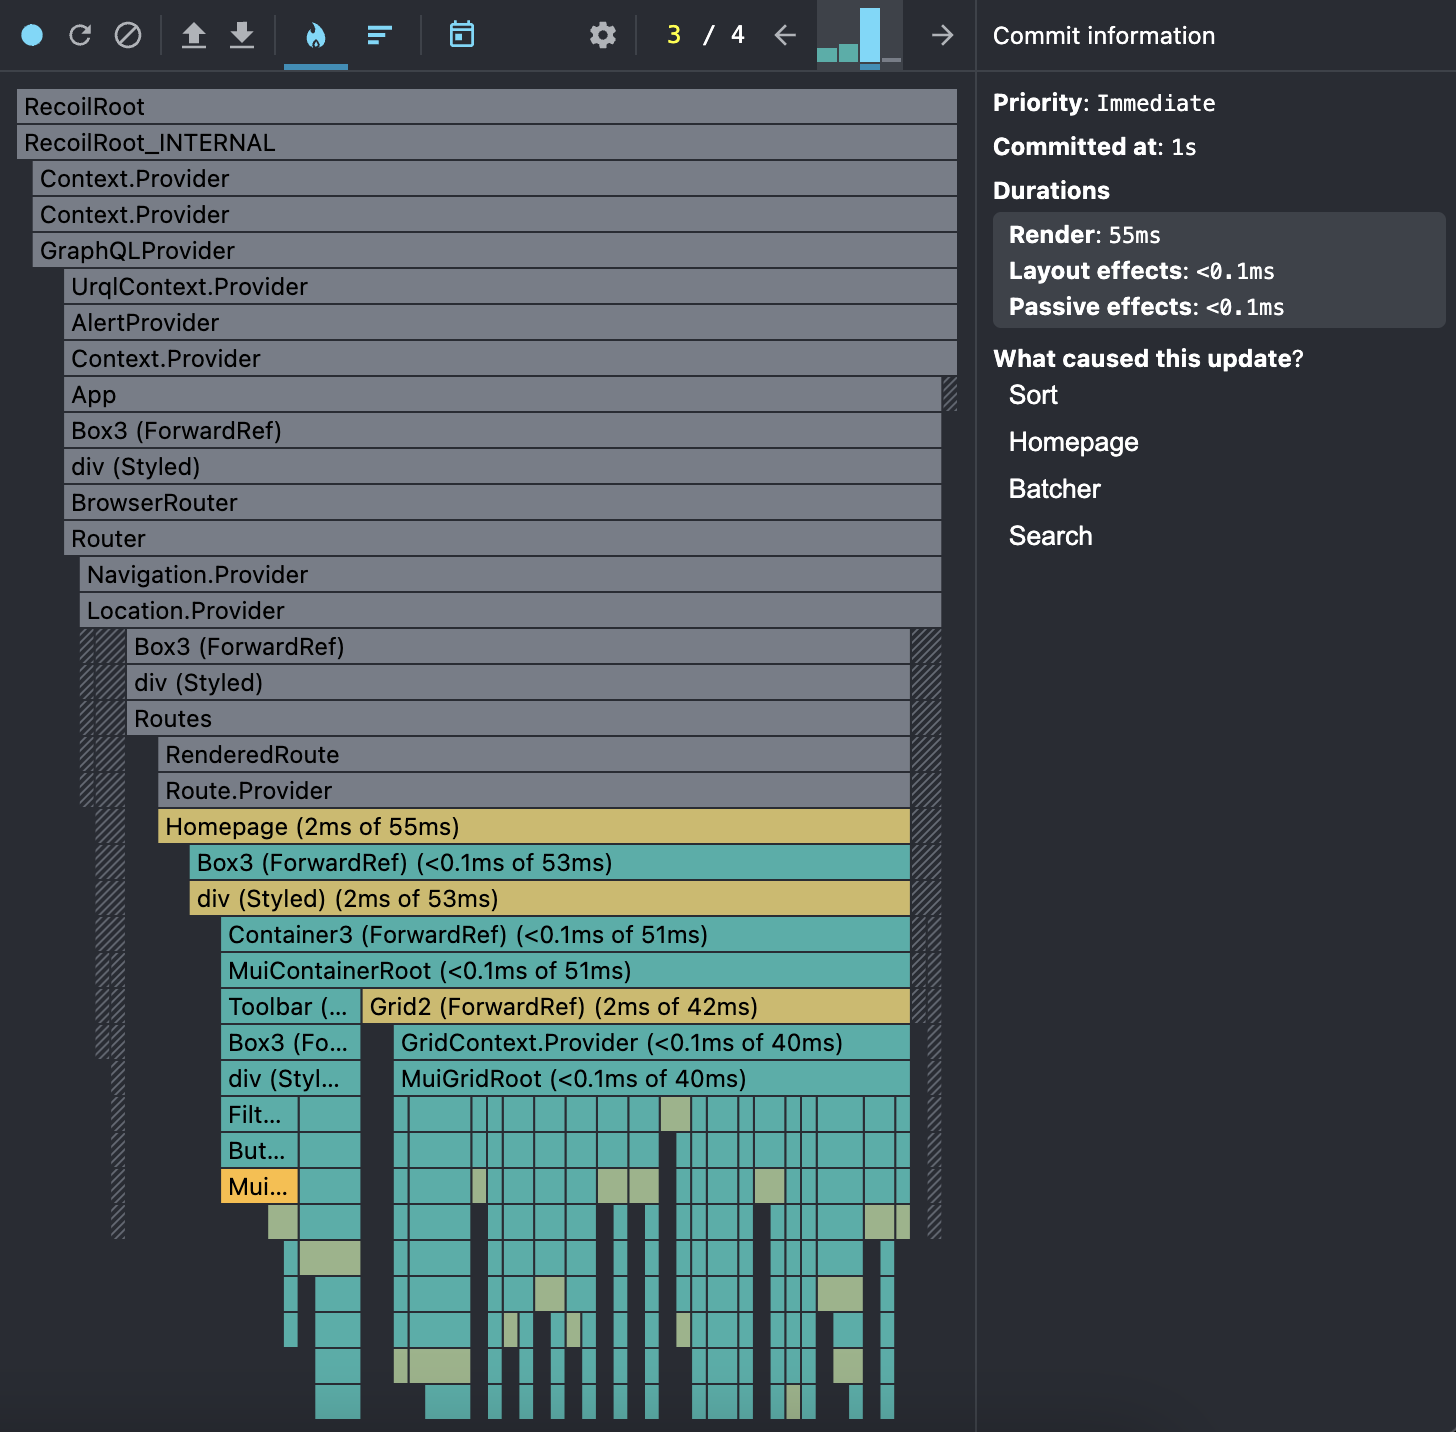 3 / 4
Commit information
Priority: Immediate
Committed at: 1s
Durations
Render: 55ms
Layout effects: <0.1ms
Passive effects: <0.1ms
What caused this update?
Sort
Homepage
Batcher
Search
RecoilRoot
RecoilRoot_INTERNAL
Context.Provider
Context.Provider
GraphQLProvider
UrqlContext.Provider
AlertProvider
Context.Provider
App
Box3 (ForwardRef)
div (Styled)
BrowserRouter
Router
Navigation.Provider
Location.Provider
Box3 (ForwardRef)
div (Styled)
Routes
RenderedRoute
Route.Provider
Homepage (2ms of 55ms)
Box3 (ForwardRef) (<0.1ms of 53ms)
div (Styled) (2ms of 53ms)
Container3 (ForwardRef) (<0.1ms of 51ms)
MuiContainerRoot (<0.1ms of 51ms)
Toolbar (... Grid2 (ForwardRef) (2ms of 42ms)
Box3 (Fo... GridContext.Provider (<0.1ms of 40ms)
div (Styl... MuiGridRoot (<0.1ms of 40ms)
Filt...
But...
Mui...